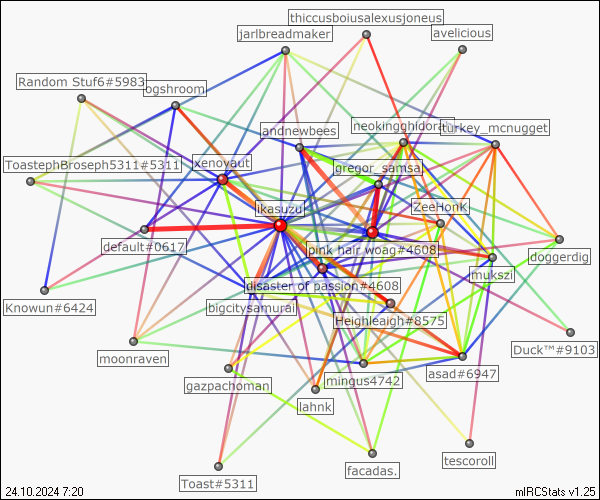 thiccusboiusalexusjoneus
jarlbreadmaker
avelicious
Random Stuf6#5983
ogshroom
andnewbees
neokingghidora
turkey_mcnugget
ToastephBroseph5311#5311
xenoyaut
gregor_samsa
ikasuzu
ZeeHonk
default#0617
pink hair woag#4608
doggerdig
mukszi
disaster of passion#4608
Knowun#6424
bigcitysamurai
Heighleaigh#8575
Duck™#9103
moonraven
gazpachoman
mingus4742
asad#6947
lahnk
tescoroll
facadas.
Toast#5311
24.10.2024 7:20
mIRCStats v1.25